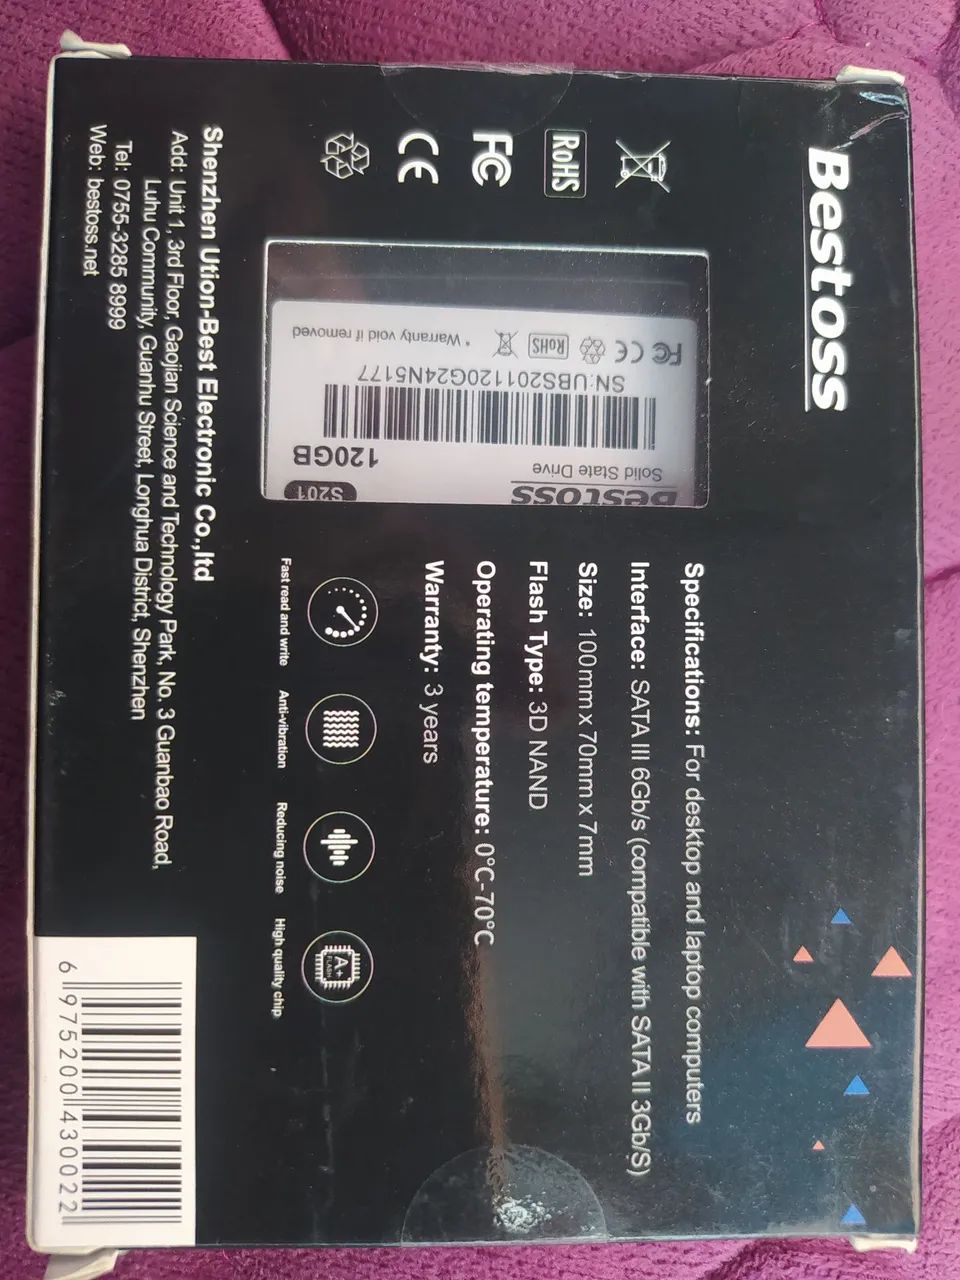 Bestoss
RoHS
FC
CE
* Warranty void if removed
FC CE RoHS
SN:UBS201120G24N5177
120GB
Solid State Drive
S201
Bestoss
Specifications: For desktop and laptop computers
Interface: SATA III 6Gb/s (compatible with SATA II 3Gb/S)
Size: 100mm x 70mm x 7mm
Flash Type: 3D NAND
Operating temperature: 0°C-70°C
Warranty: 3 years
Fast read and write
Anti-vibration
Reducing noise
A+
FLASH
High quality chip
Shenzhen Ution-Best Electronic Co.,ltd
Add: Unit 1, 3rd Floor, Gaojian Science and Technology Park, No. 3 Guanbao Road,
Luhu Community, Guanhu Street, Longhua District, Shenzhen
Tel: 0755-3285 8999
Web: bestoss.net
6 975200 430022